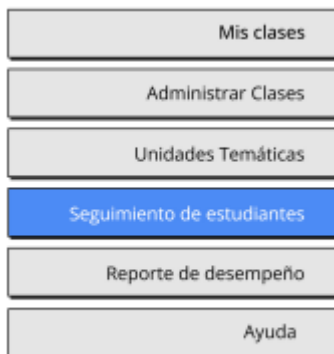 Mis clases
Administrar Clases
Unidades Temáticas
Seguimiento de estudiantes
Reporte de desempeño
Ayuda